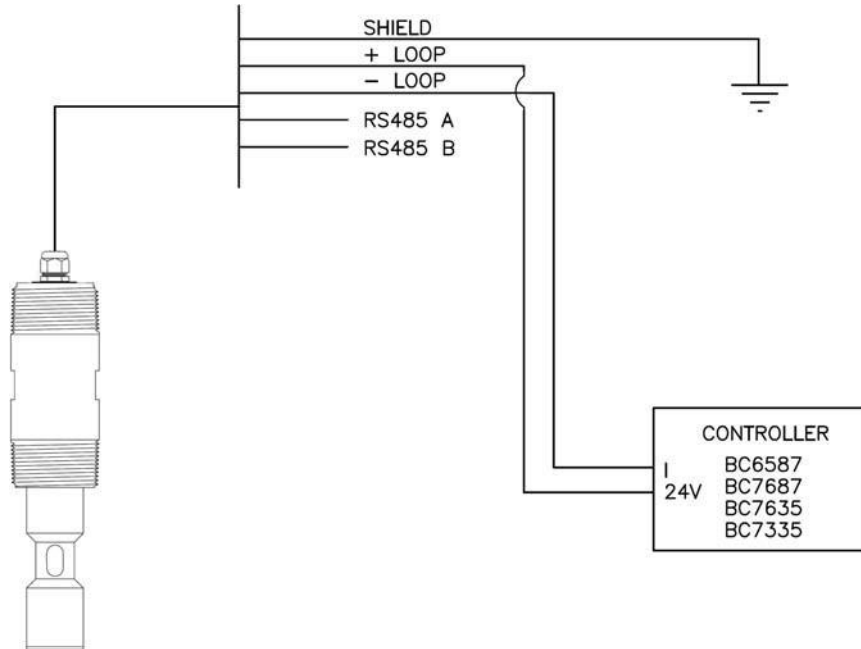 SHIELD
+ LOOP
- LOOP
RS485 A
RS485 B
CONTROLLER
I BC6587
24V BC7687
BC7635
BC7335